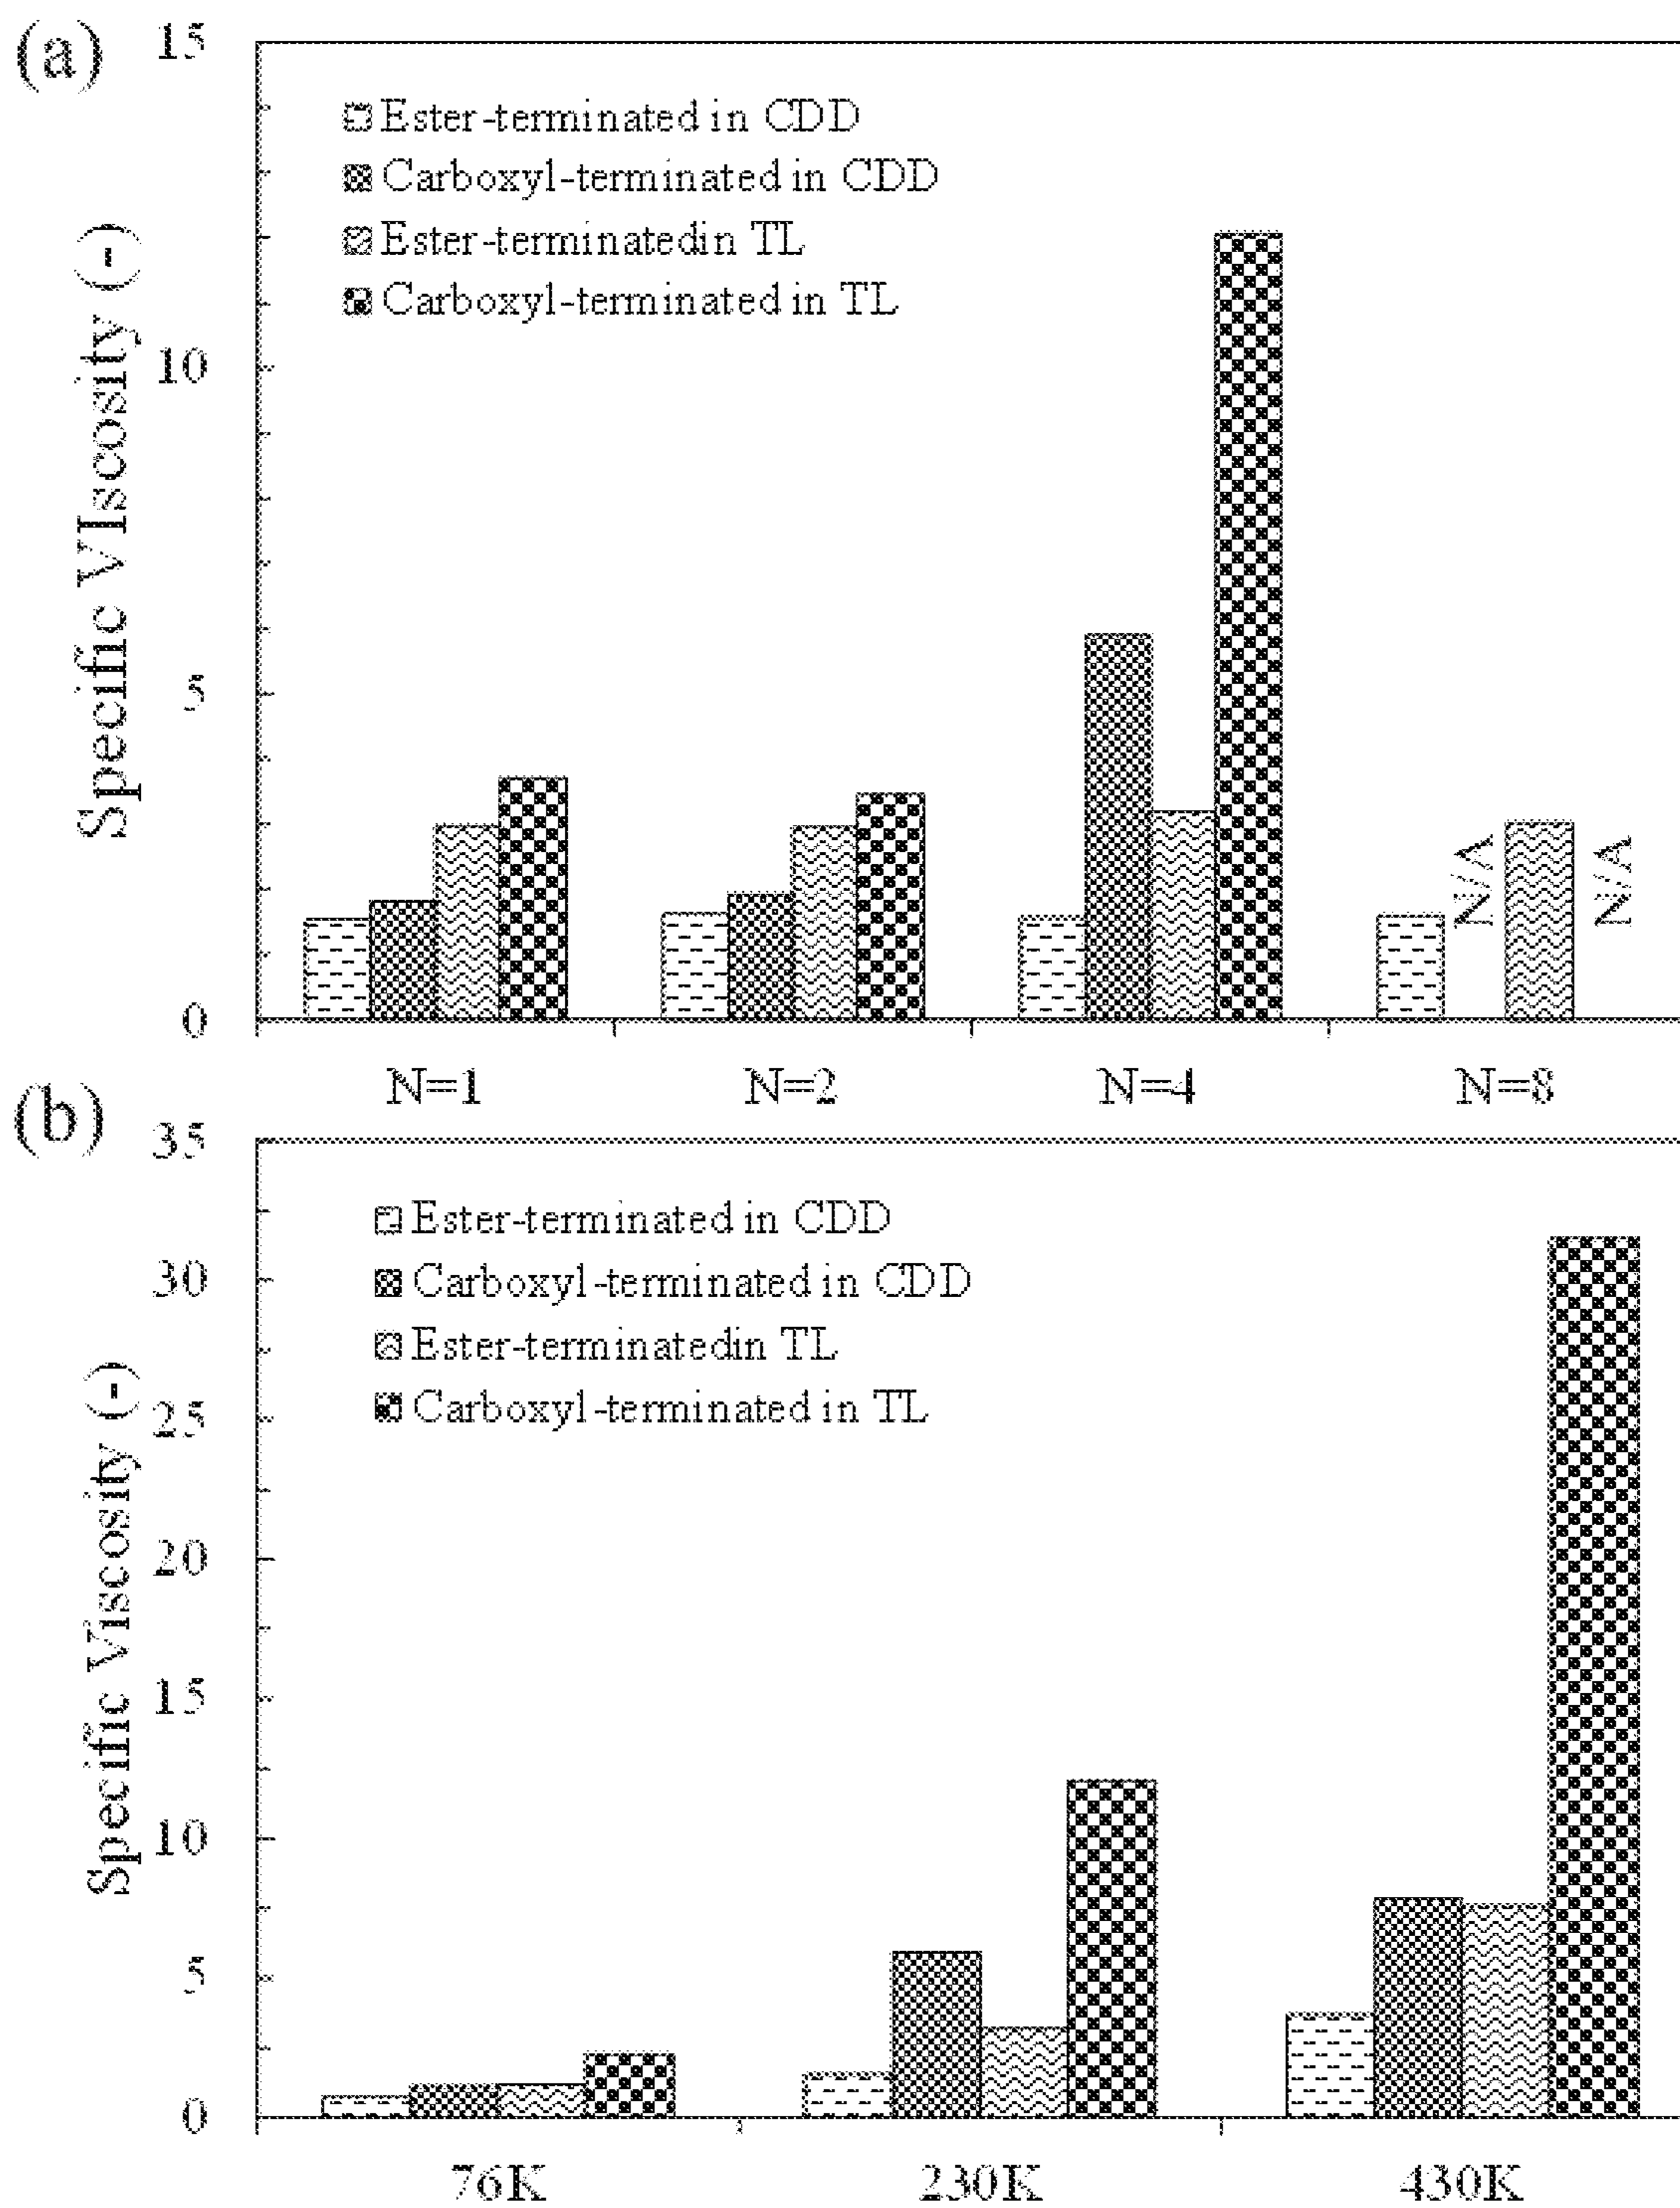 (a)
15
Ester-terminated in CDD
Carboxyl-terminated in CDD
Ester-terminatedin TL
Carboxyl-terminated in TL
Specific VIscosity (-)
10
5
0
N/A
N/A
N=1 N=2 N=4 N=8
(b)
35
Ester-terminated in CDD
Carboxyl-terminated in CDD
Ester-terminatedin TL
Carboxyl-terminated in TL
Specific Viscosity (-)
30
25
20
15
10
5
0
76K 230K 430K